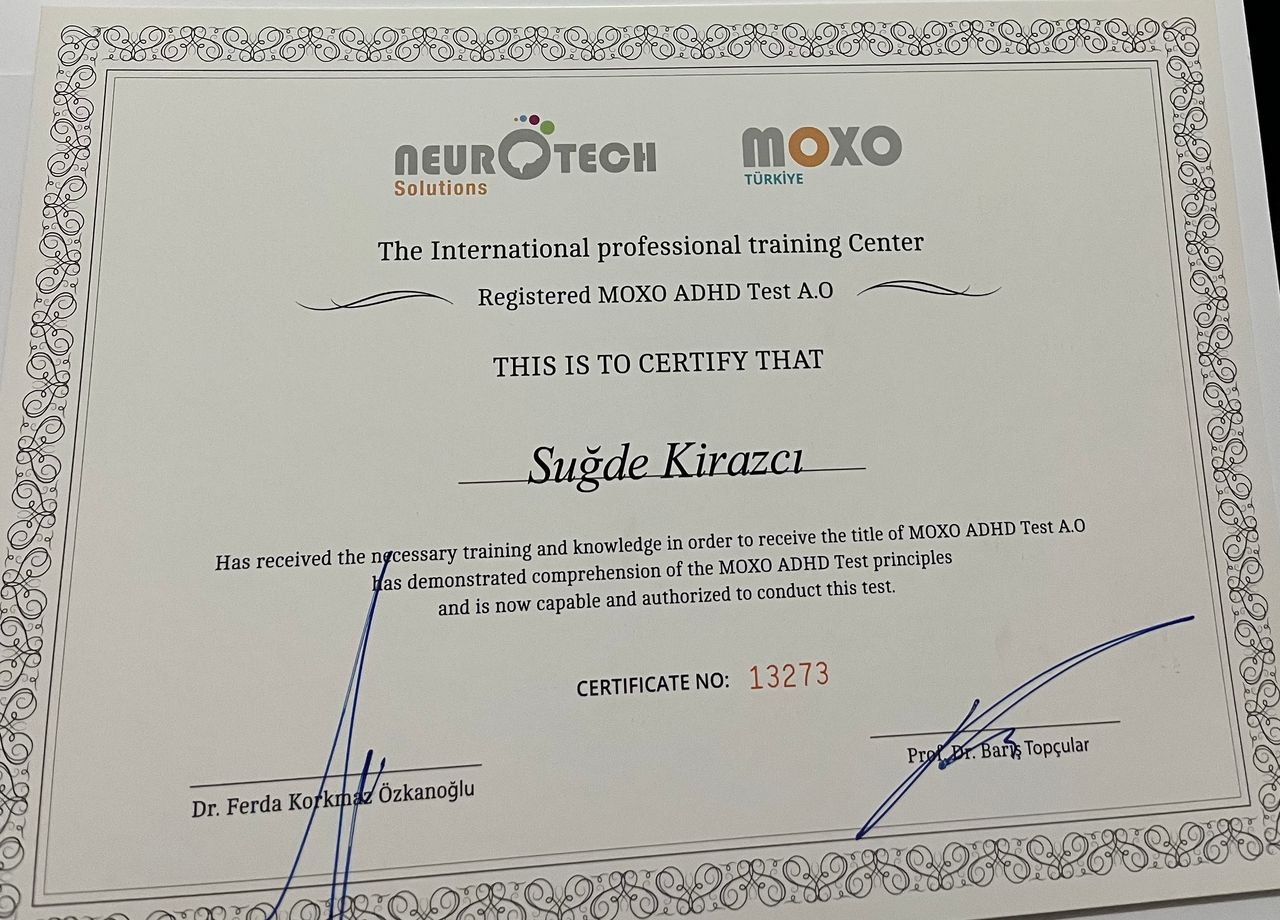 NEUROTECH
Solutions
MOXO
TÜRKİYE
The International professional training Center
Registered MOXO ADHD Test A.O
THIS IS TO CERTIFY THAT
Suğde Kirazcı
Has received the necessary training and knowledge in order to receive the title of MOXO ADHD Test A.O
has demonstrated comprehension of the MOXO ADHD Test principles
and is now capable and authorized to conduct this test.
CERTIFICATE NO: 13273
Dr. Ferda Korkmaz Özkanoğlu
Prof. Dr. Barış Topçular